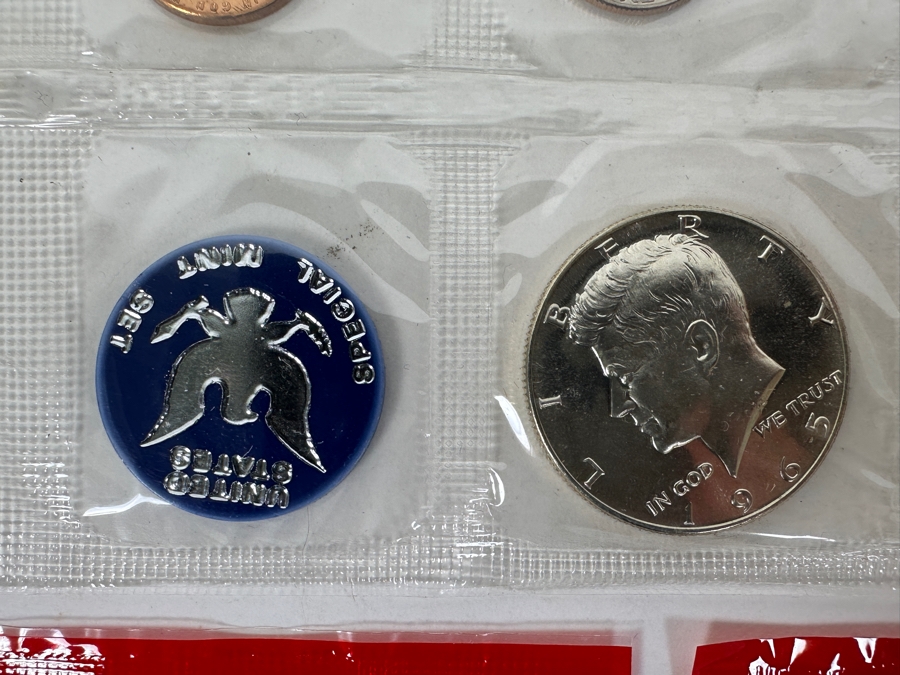 UNITED
STATES
SPECIAL MINT SET
LIBERTY
IN GOD WE TRUST
1965